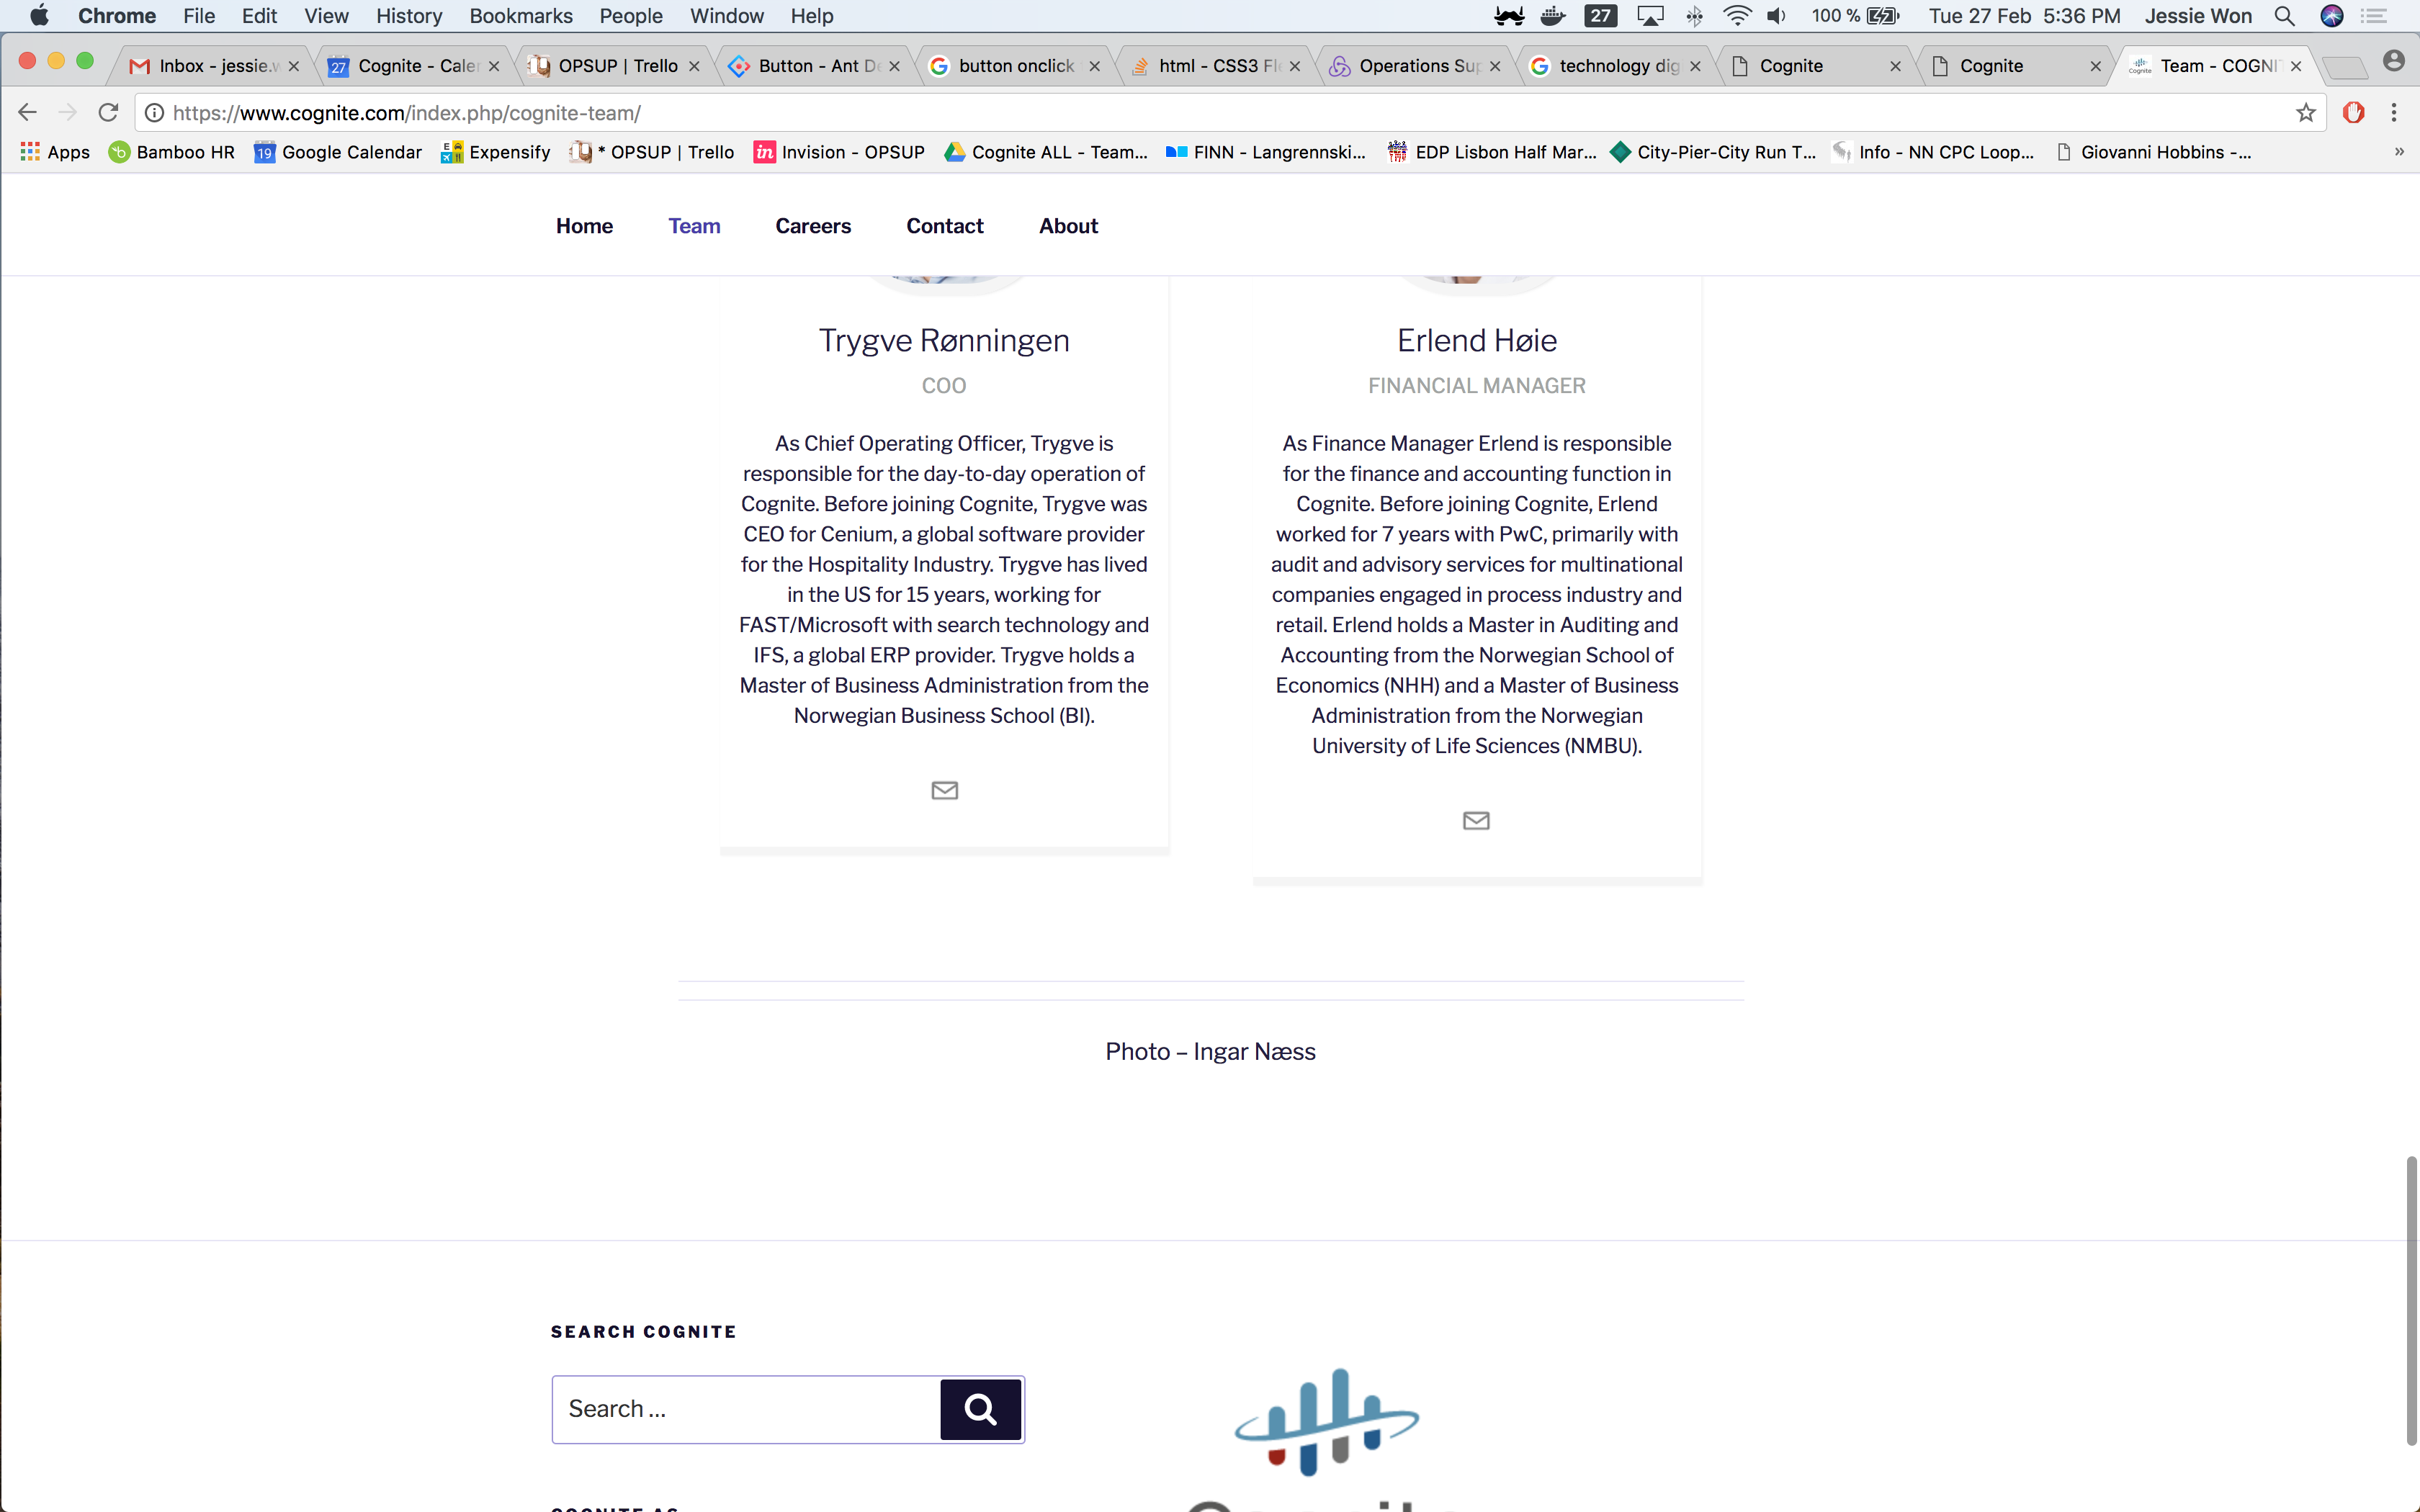 Chrome File Edit View History Bookmarks People Window Help 27 100 % Tue 27 Feb 5:36 PM Jessie Won
Inbox - jessie.w 27 Cognite - Caler OPSUP | Trello Button - Ant De button onclick html - CSS3 Fle Operations Sup technology dig Cognite Cognite Cognite Team - COGNIT
https://www.cognite.com/index.php/cognite-team/
Apps Bamboo HR 19 Google Calendar Expensify * OPSUP | Trello in Invision - OPSUP Cognite ALL - Team... FINN - Langrennski... EDP Lisbon Half Mar... City-Pier-City Run T... Info - NN CPC Loop... Giovanni Hobbins -... »
Home Team Careers Contact About
Trygve Rønningen
COO
As Chief Operating Officer, Trygve is
responsible for the day-to-day operation of
Cognite. Before joining Cognite, Trygve was
CEO for Cenium, a global software provider
for the Hospitality Industry. Trygve has lived
in the US for 15 years, working for
FAST/Microsoft with search technology and
IFS, a global ERP provider. Trygve holds a
Master of Business Administration from the
Norwegian Business School (BI).
Erlend Høie
FINANCIAL MANAGER
As Finance Manager Erlend is responsible
for the finance and accounting function in
Cognite. Before joining Cognite, Erlend
worked for 7 years with PwC, primarily with
audit and advisory services for multinational
companies engaged in process industry and
retail. Erlend holds a Master in Auditing and
Accounting from the Norwegian School of
Economics (NHH) and a Master of Business
Administration from the Norwegian
University of Life Sciences (NMBU).
Photo – Ingar Næss
SEARCH COGNITE
Search ...